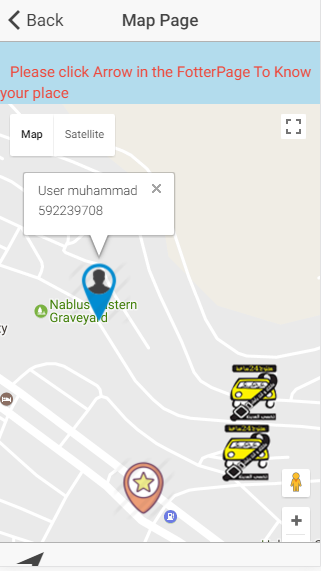 Back
Map Page
Please click Arrow in the FotterPage To Know
your place
Map
Satellite
User muhammad
592239708
Nablus
stern
Graveyard